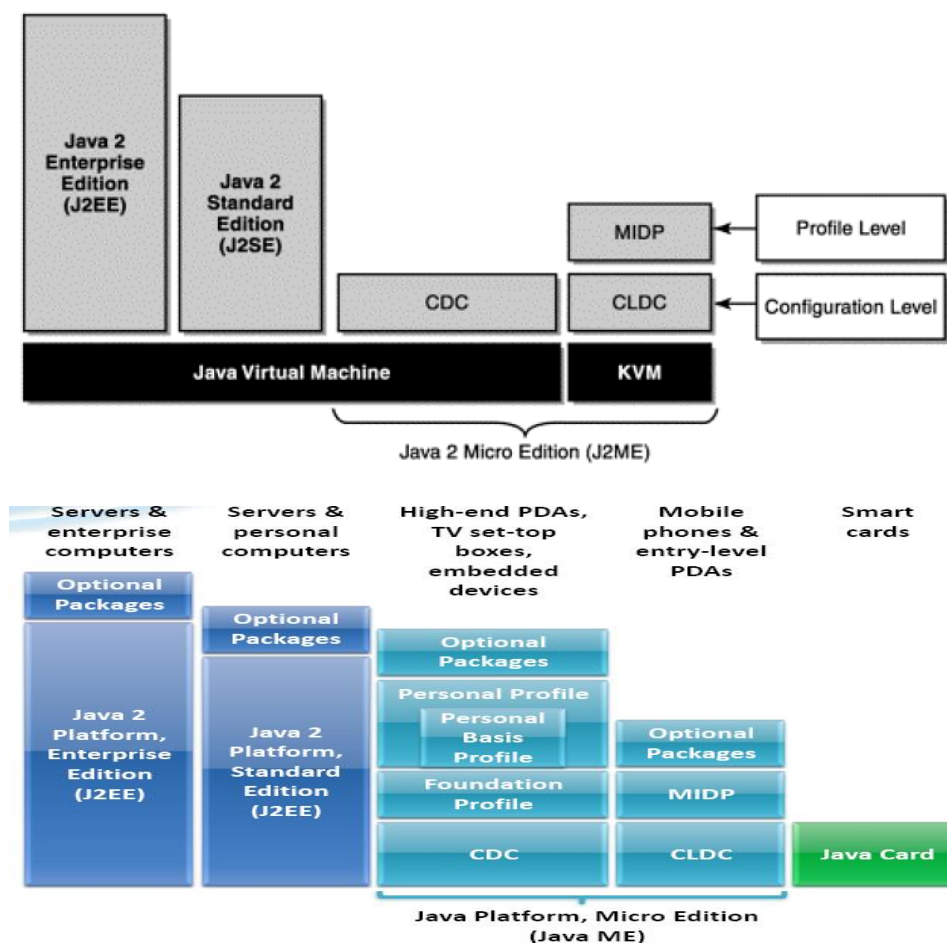 Java 2
Enterprise
Edition
(J2EE)
Java 2
Standard
Edition
(J2SE)
MIDP
Profile Level
CDC
CLDC
Configuration Level
Java Virtual Machine
KVM
Java 2 Micro Edition (J2ME)
Servers &
enterprise
computers
Servers &
personal
computers
High-end PDAs,
TV set-top
boxes,
embedded
devices
Mobile
phones &
entry-level
PDAs
Smart
cards
Optional
Packages
Java 2
Platform,
Enterprise
Edition
(J2EE)
Optional
Packages
Java 2
Platform,
Standard
Edition
(J2EE)
Optional
Packages
Personal Profile
Personal
Basis
Profile
Foundation
Profile
CDC
Optional
Packages
MIDP
CLDC
Java Card
Java Platform, Micro Edition
(Java ME)